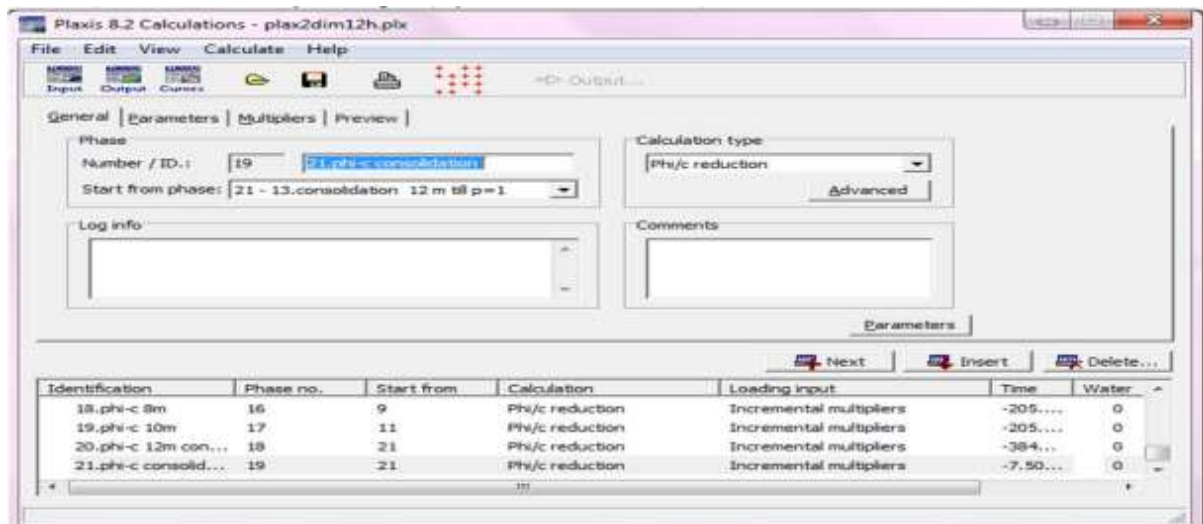 Plaxis 8.2 Calculations - plax2dim12h.plx
File Edit View Calculate Help
Input Output Curves Output...
General Parameters Multipliers Preview
Phase
Number / ID.: 19 21.phi-c consolidation
Start from phase: 21 - 13.consolidation 12 m till p=1
Calculation type
Phi/c reduction
Advanced
Log info
Comments
Parameters
Next Insert Delete...
Identification Phase no. Start from Calculation Loading input Time Water
18.phi-c 8m 16 9 Phi/c reduction Incremental multipliers -205.... 0
19.phi-c 10m 17 11 Phi/c reduction Incremental multipliers -205.... 0
20.phi-c 12m con... 18 21 Phi/c reduction Incremental multipliers -384.... 0
21.phi-c consolid... 19 21 Phi/c reduction Incremental multipliers -7.50... 0